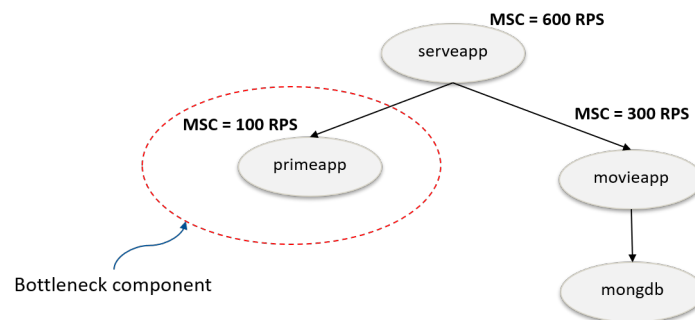 MSC = 600 RPS
serveapp
MSC = 300 RPS
MSC = 100 RPS
primeapp
movieapp
Bottleneck component
mongdb